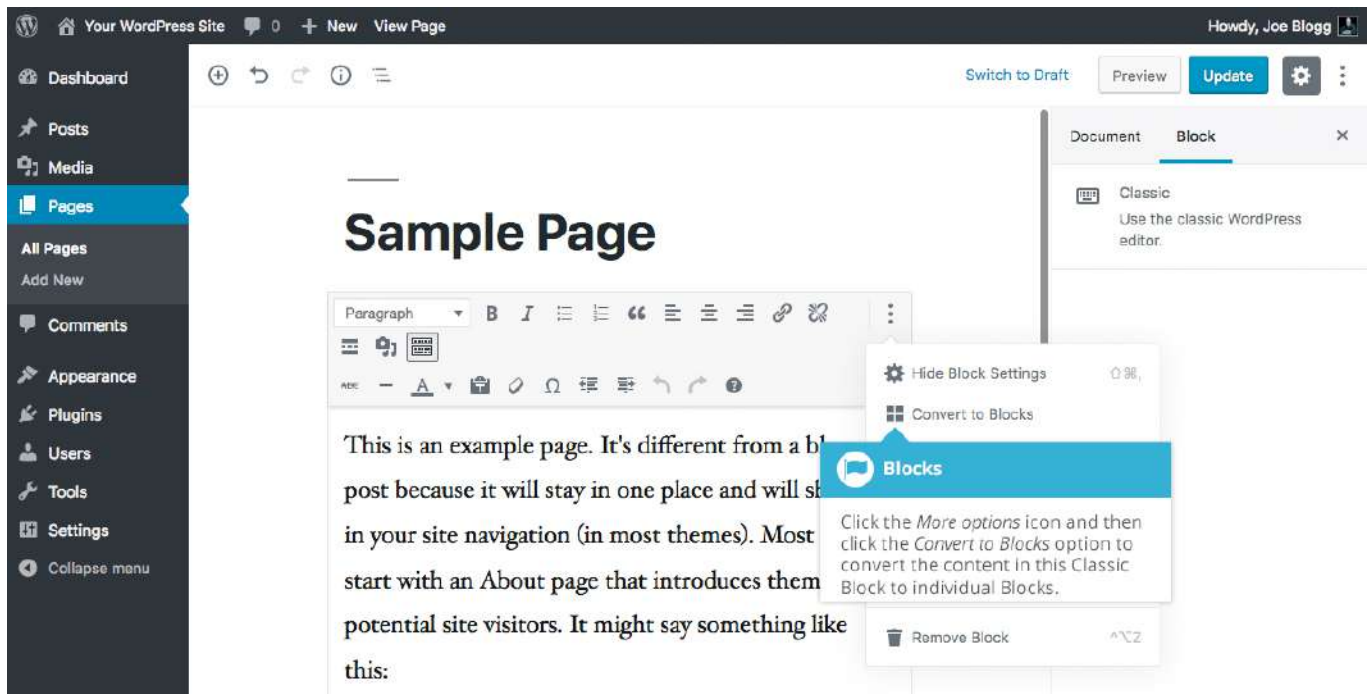 Your WordPress Site 0 New View Page Howdy, Joe Blogg
Dashboard
Posts
Media
Pages
All Pages
Add New
Comments
Appearance
Plugins
Users
Tools
Settings
Collapse menu
Switch to Draft Preview Update
Sample Page
Paragraph B I
ABC A Ω
This is an example page. It's different from a bl
post because it will stay in one place and will sh
in your site navigation (in most themes). Most
start with an About page that introduces them
potential site visitors. It might say something like
this:
Hide Block Settings ⇧⌘,
Convert to Blocks
Blocks
Click the More options icon and then
click the Convert to Blocks option to
convert the content in this Classic
Block to individual Blocks.
Remove Block ^⌥Z
Document Block
Classic
Use the classic WordPress
editor.